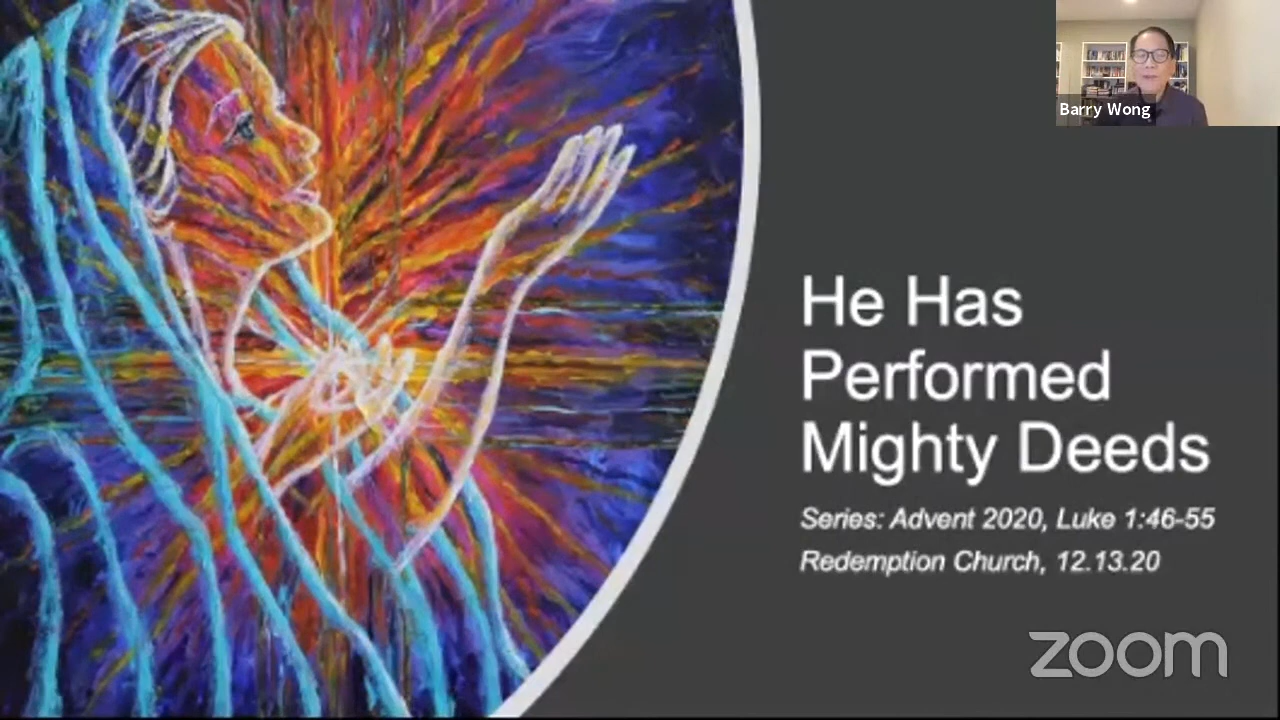 Barry Wong
He Has
Performed
Mighty Deeds
Series: Advent 2020, Luke 1:46-55
Redemption Church, 12.13.20
zoom